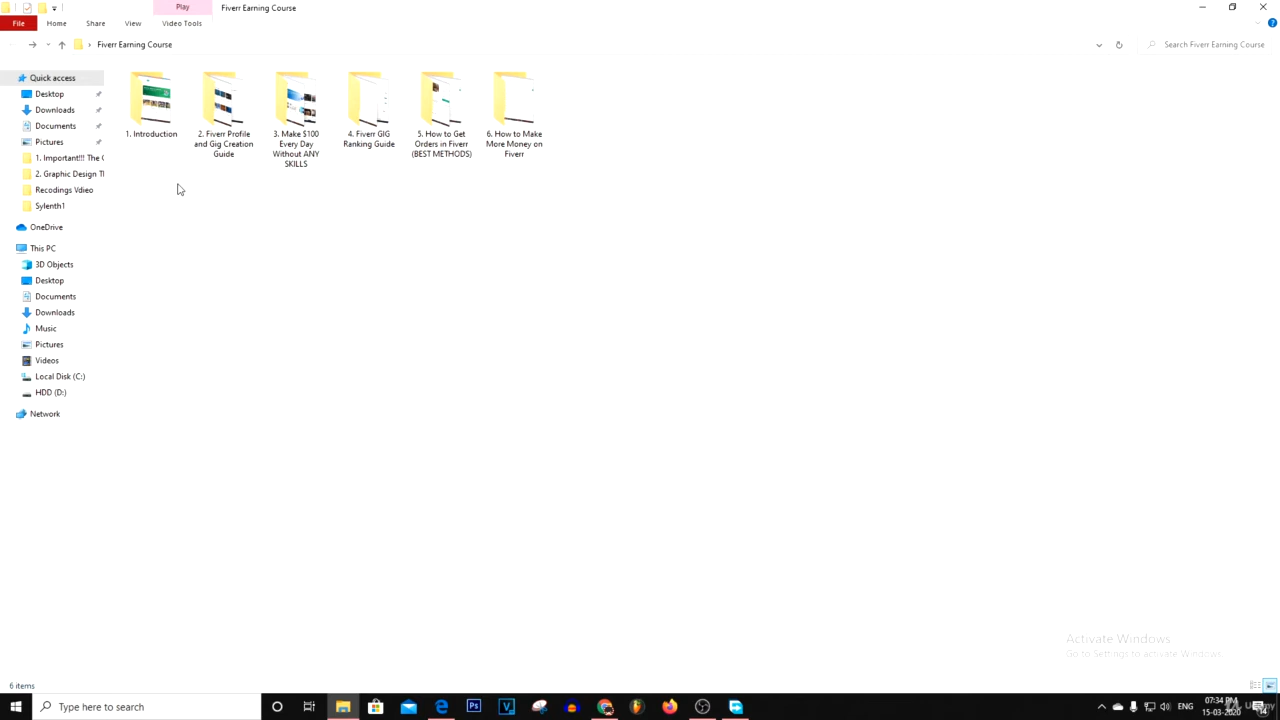 Play
Fiverr Earning Course
File
Home
Share
View
Video Tools
Fiverr Earning Course
Search Fiverr Earning Course
Quick access
Desktop
Downloads
Documents
Pictures
1. Important!!! The C
2. Graphic Design Th
Recodings Vdieo
Sylenth1
OneDrive
This PC
3D Objects
Desktop
Documents
Downloads
Music
Pictures
Videos
Local Disk (C:)
HDD (D:)
Network
1. Introduction
2. Fiverr Profile
and Gig Creation
Guide
3. Make $100
Every Day
Without ANY
SKILLS
4. Fiverr GIG
Ranking Guide
5. How to Get
Orders in Fiverr
(BEST METHODS)
6. How to Make
More Money on
Fiverr
Activate Windows
Go to Settings to activate Windows.
6 items
Type here to search
Ps
V
ENG
07:34 PM
15-03-2020
Udemy
14